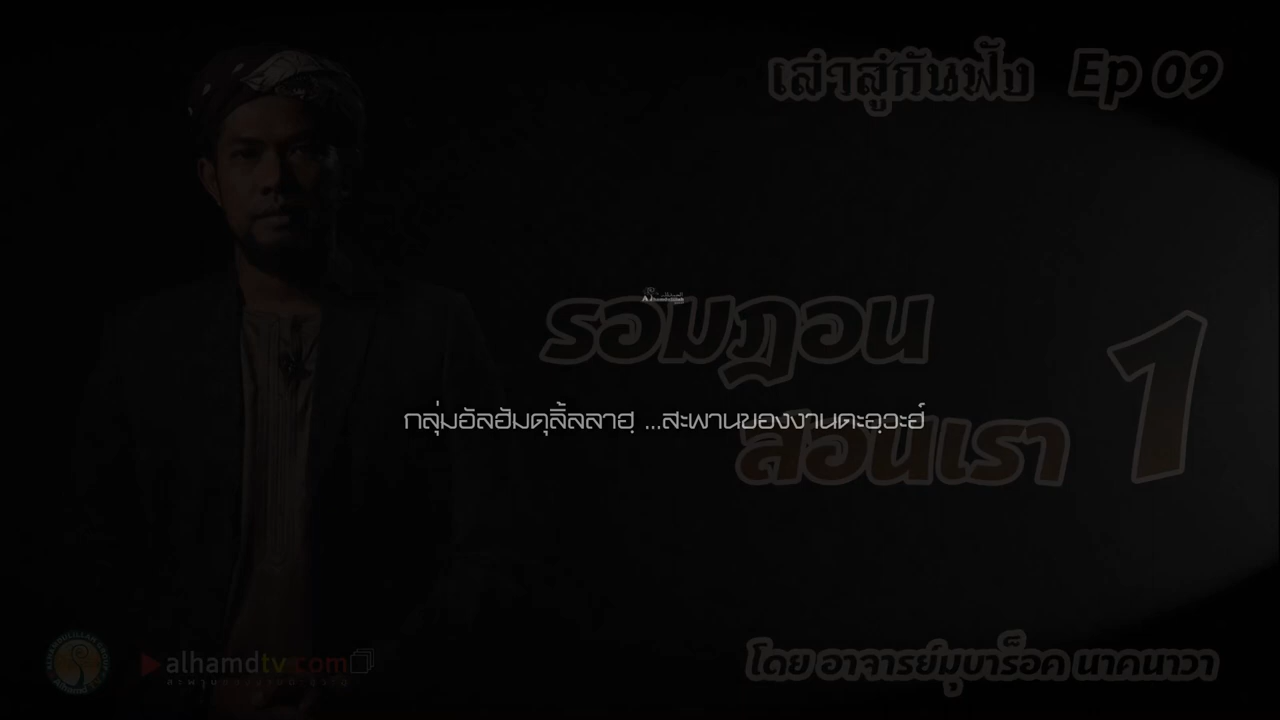 เล่าสู่กันฟัง Ep 09
รอมฎอน
สอนเรา 1
กลุ่มอัลฮัมดุลิ้ลลาฮฺ ...สะพานของงานดะอฺวะฮ์
alhamdtv.com
โดย อาจารย์มุบาร็อค นาคนาวา